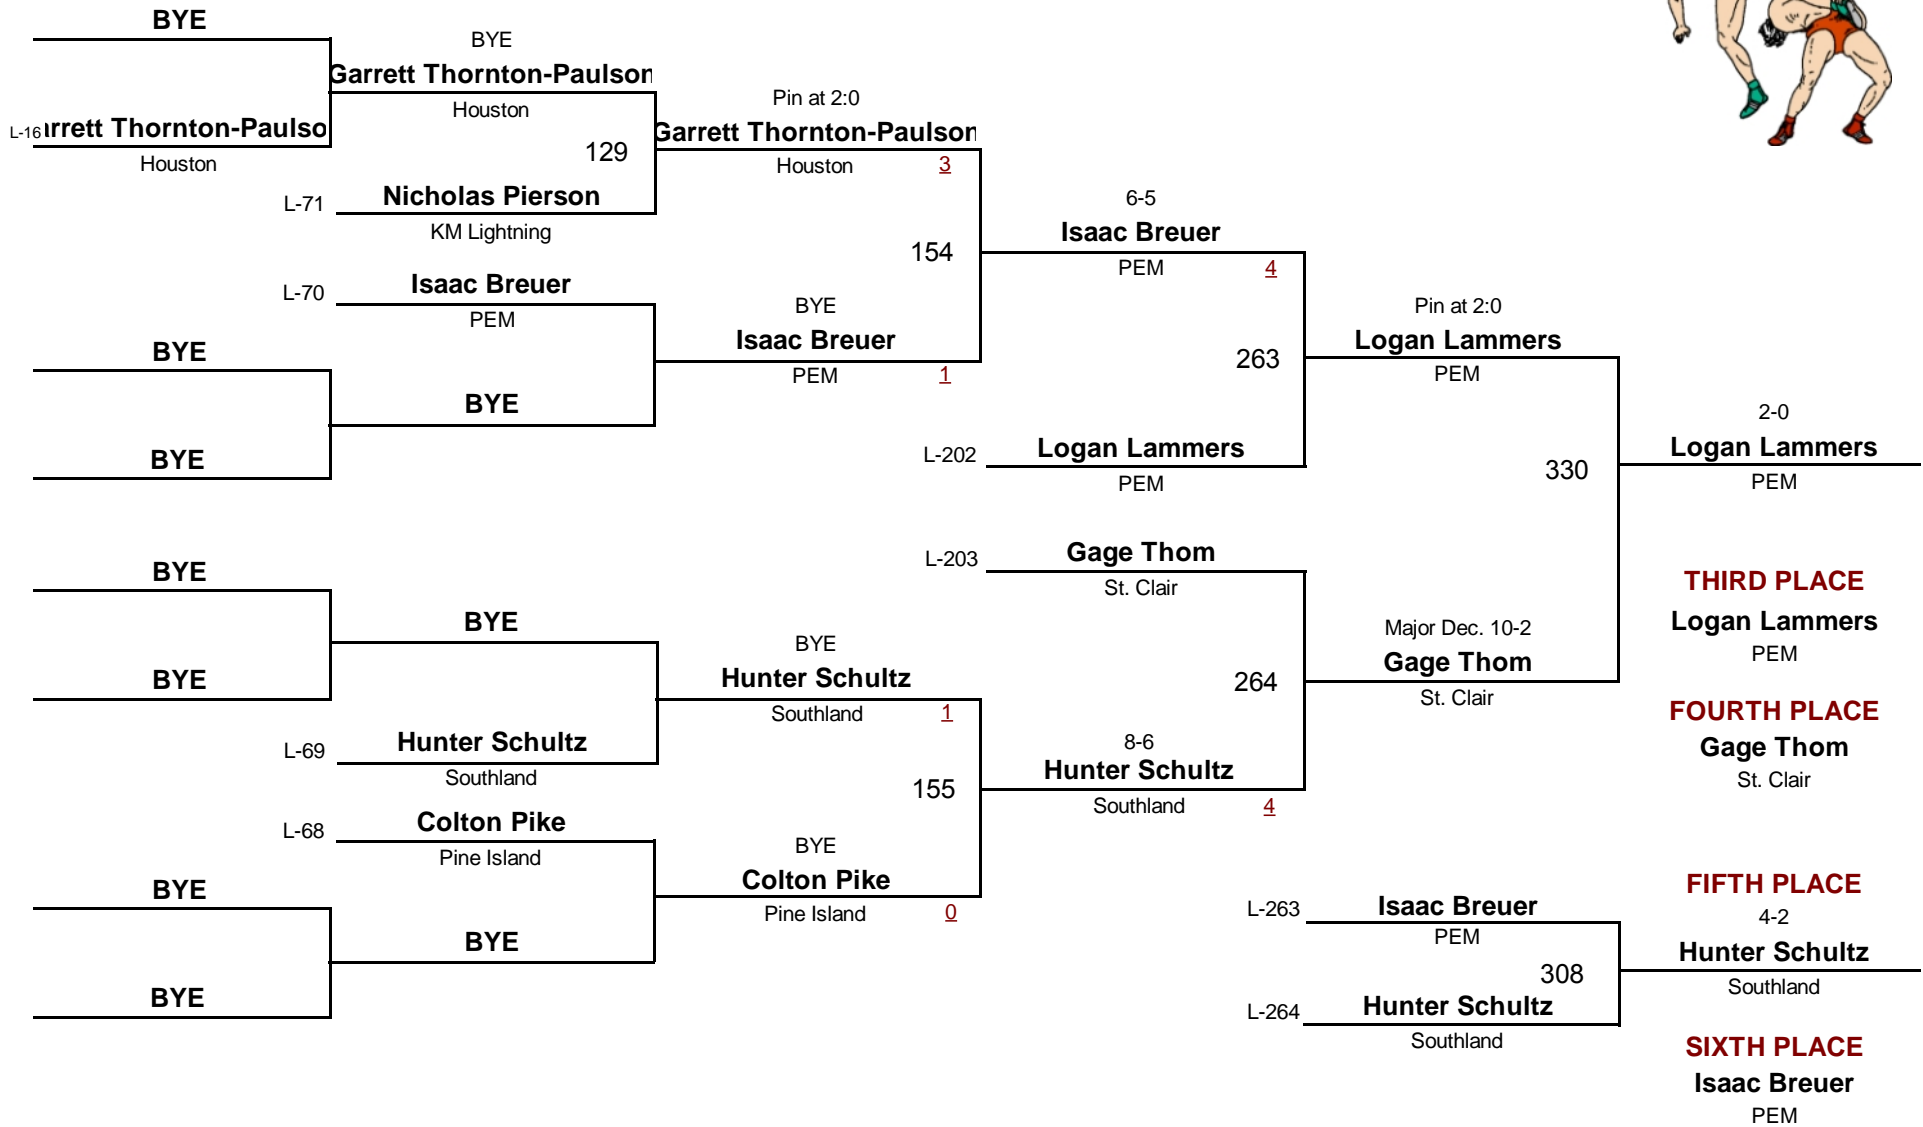 BYE
BYE
Garrett Thornton-Paulson
Houston
L-16
rrett Thornton-Paulso
Houston
129
L-71
Nicholas Pierson
KM Lightning
Pin at 2:0
Garrett Thornton-Paulson
Houston
3
L-70
Isaac Breuer
PEM
154
BYE
Isaac Breuer
PEM
1
BYE
BYE
BYE
6-5
Isaac Breuer
PEM
4
263
L-202
Logan Lammers
PEM
Pin at 2:0
Logan Lammers
PEM
330
2-0
Logan Lammers
PEM
BYE
BYE
BYE
L-69
Hunter Schultz
Southland
BYE
Hunter Schultz
Southland
1
L-203
Gage Thom
St. Clair
264
Major Dec. 10-2
Gage Thom
St. Clair
155
8-6
Hunter Schultz
Southland
4
L-68
Colton Pike
Pine Island
BYE
Colton Pike
Pine Island
0
BYE
BYE
BYE
THIRD PLACE
Logan Lammers
PEM
FOURTH PLACE
Gage Thom
St. Clair
L-263
Isaac Breuer
PEM
308
L-264
Hunter Schultz
Southland
FIFTH PLACE
4-2
Hunter Schultz
Southland
SIXTH PLACE
Isaac Breuer
PEM